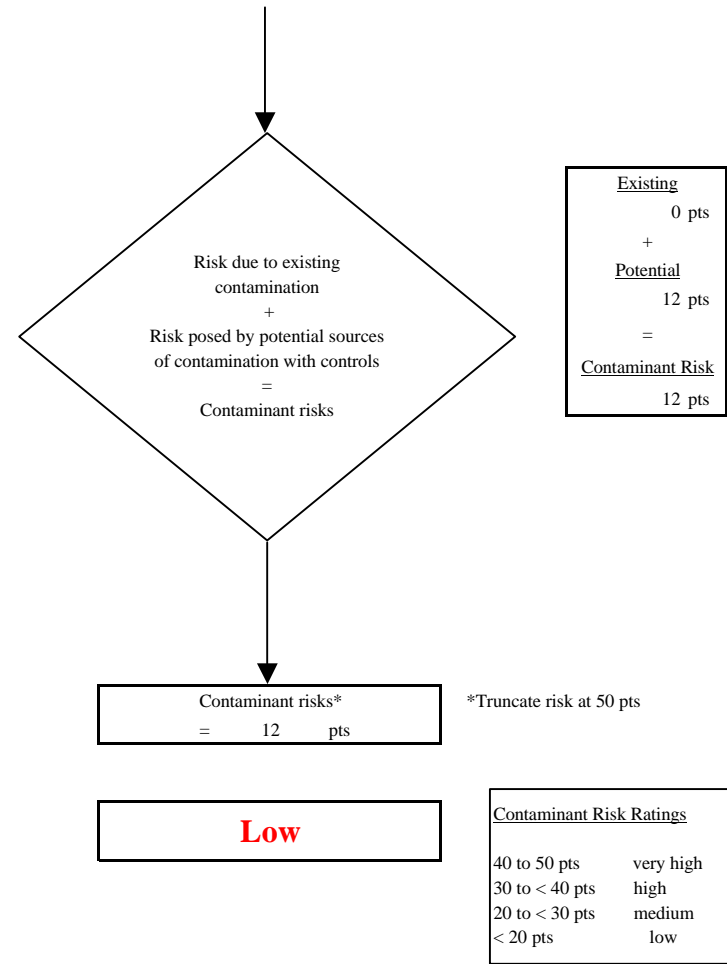 Risk due to existing
contamination
+
Risk posed by potential sources
of contamination with controls
=
Contaminant risks
Existing
0 pts
+
Potential
12 pts
=
Contaminant Risk
12 pts
Contaminant risks*
= 12 pts
*Truncate risk at 50 pts
Low
Contaminant Risk Ratings
40 to 50 pts very high
30 to < 40 pts high
20 to < 30 pts medium
< 20 pts low